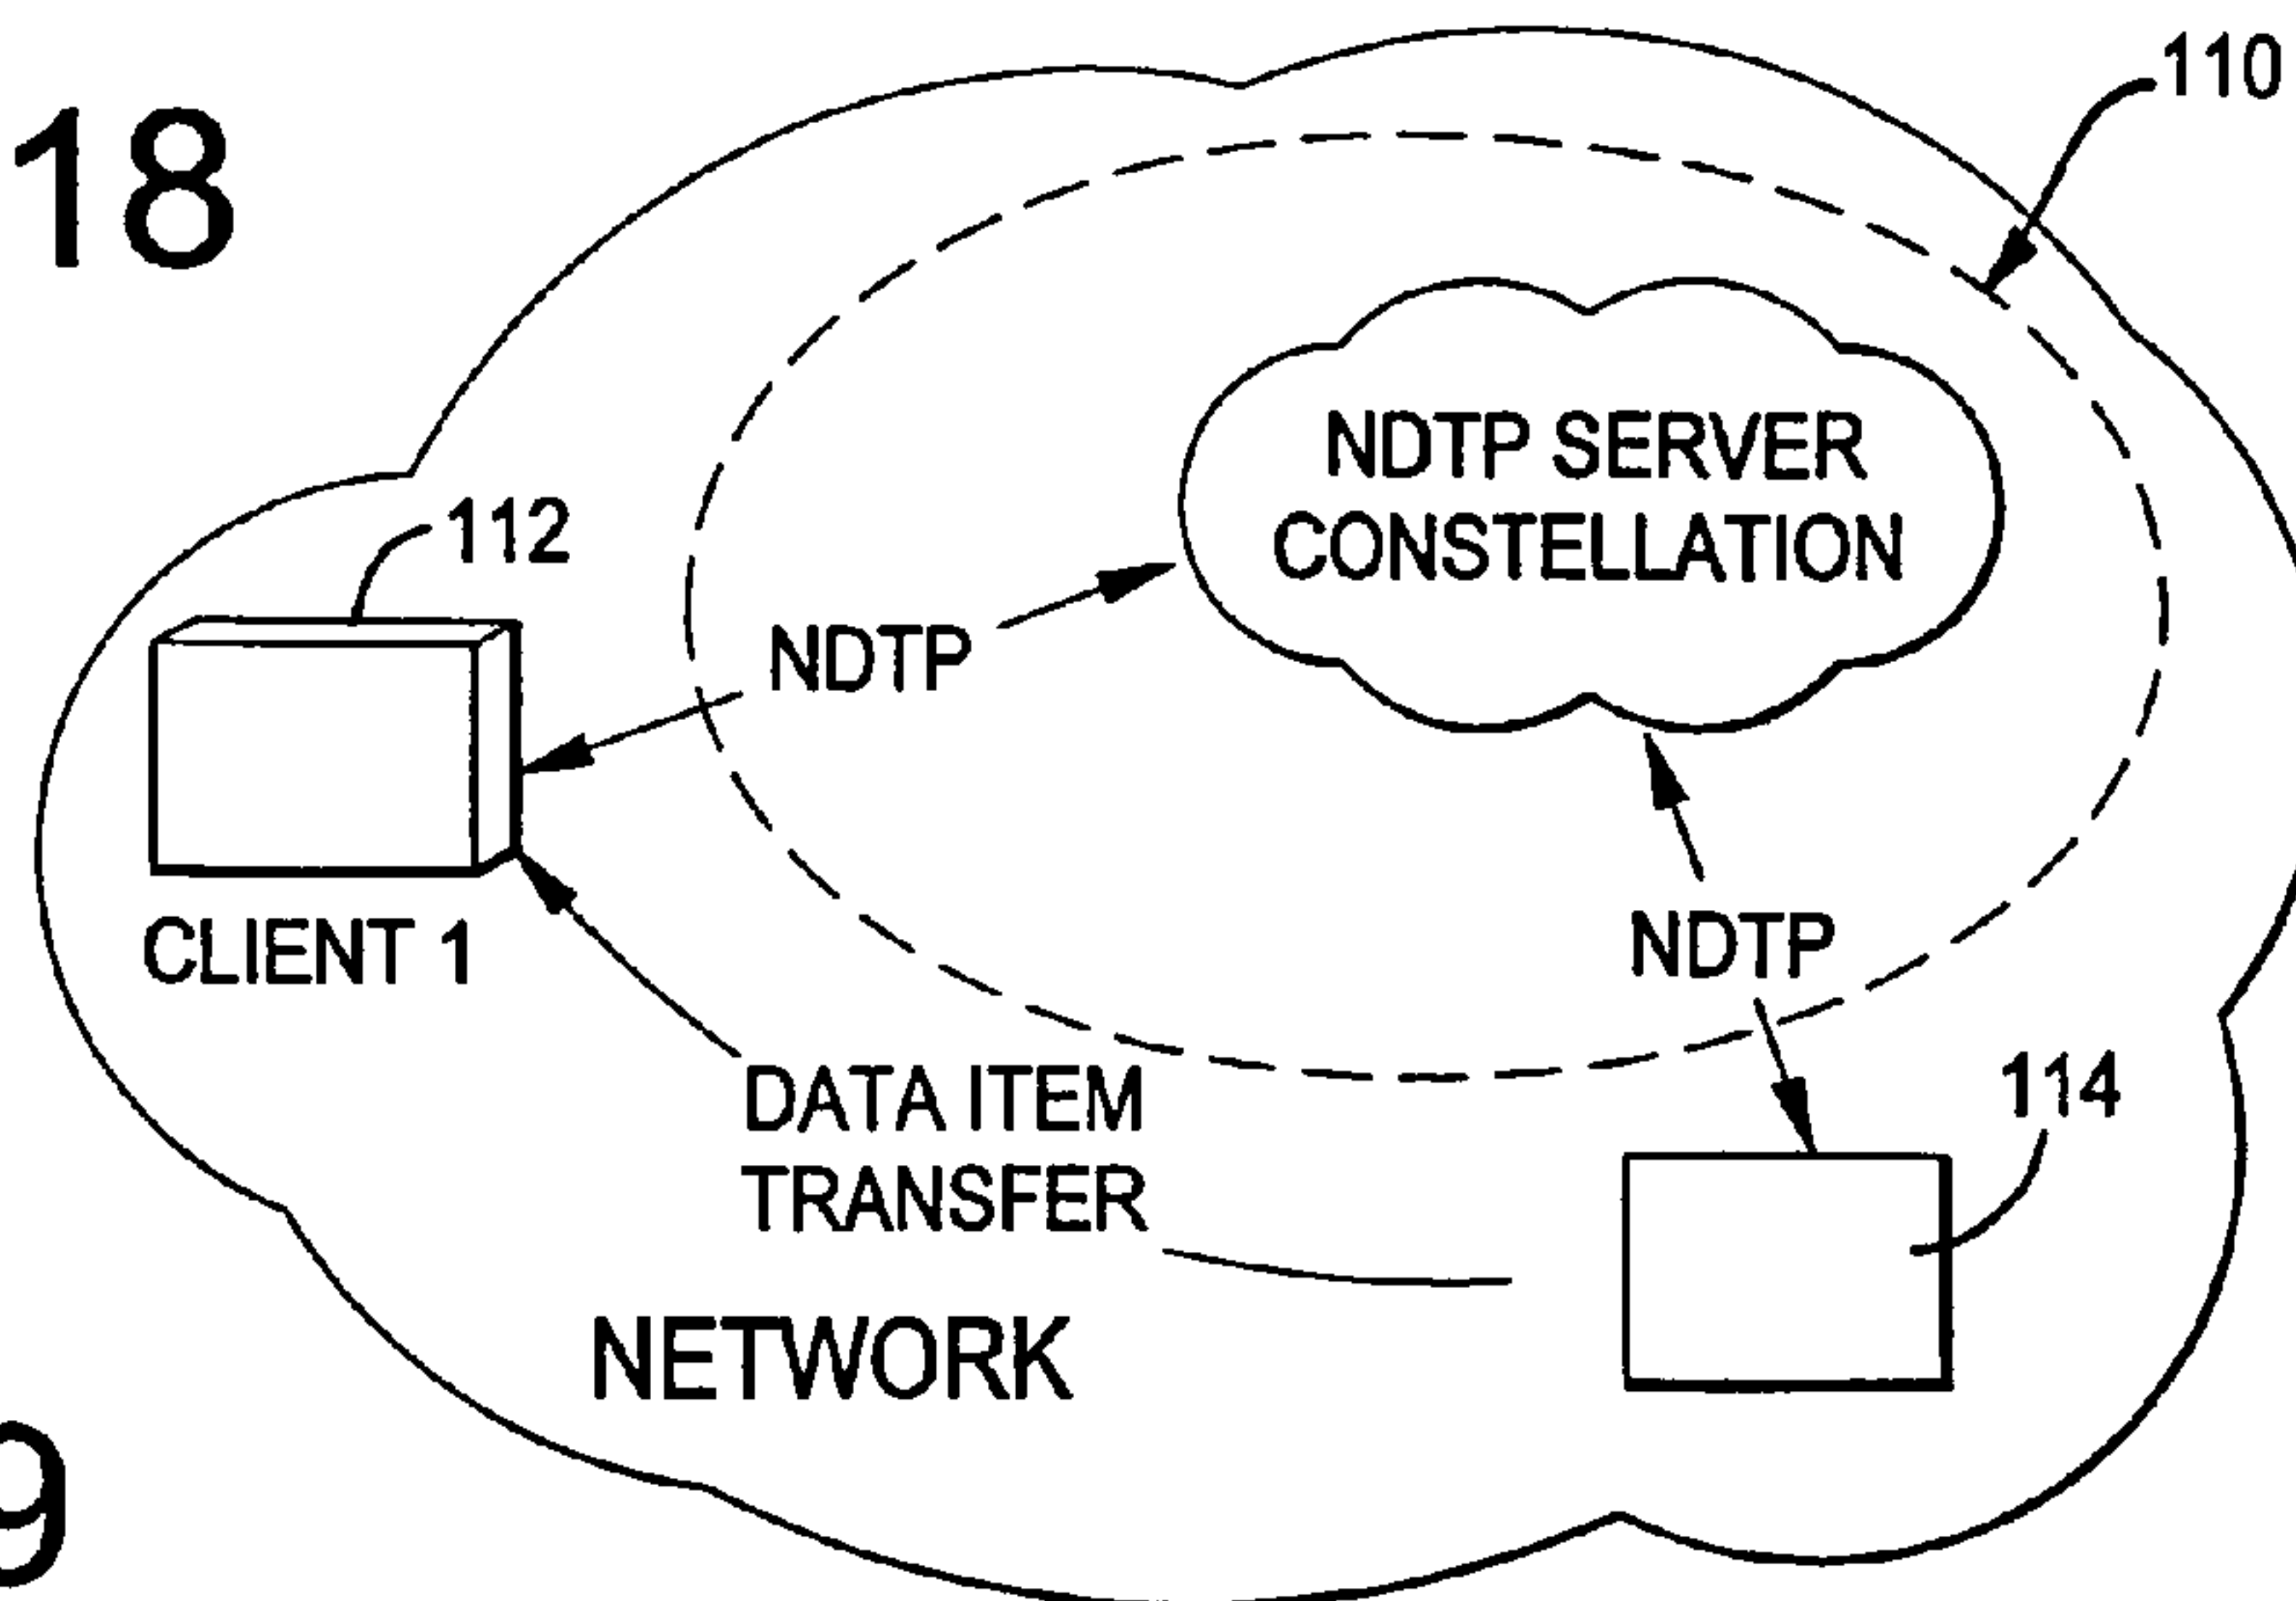 18
110
NDTP SERVER
CONSTELLATION
112
NDTP
CLIENT 1
NDTP
DATA ITEM
TRANSFER
114
NETWORK
9